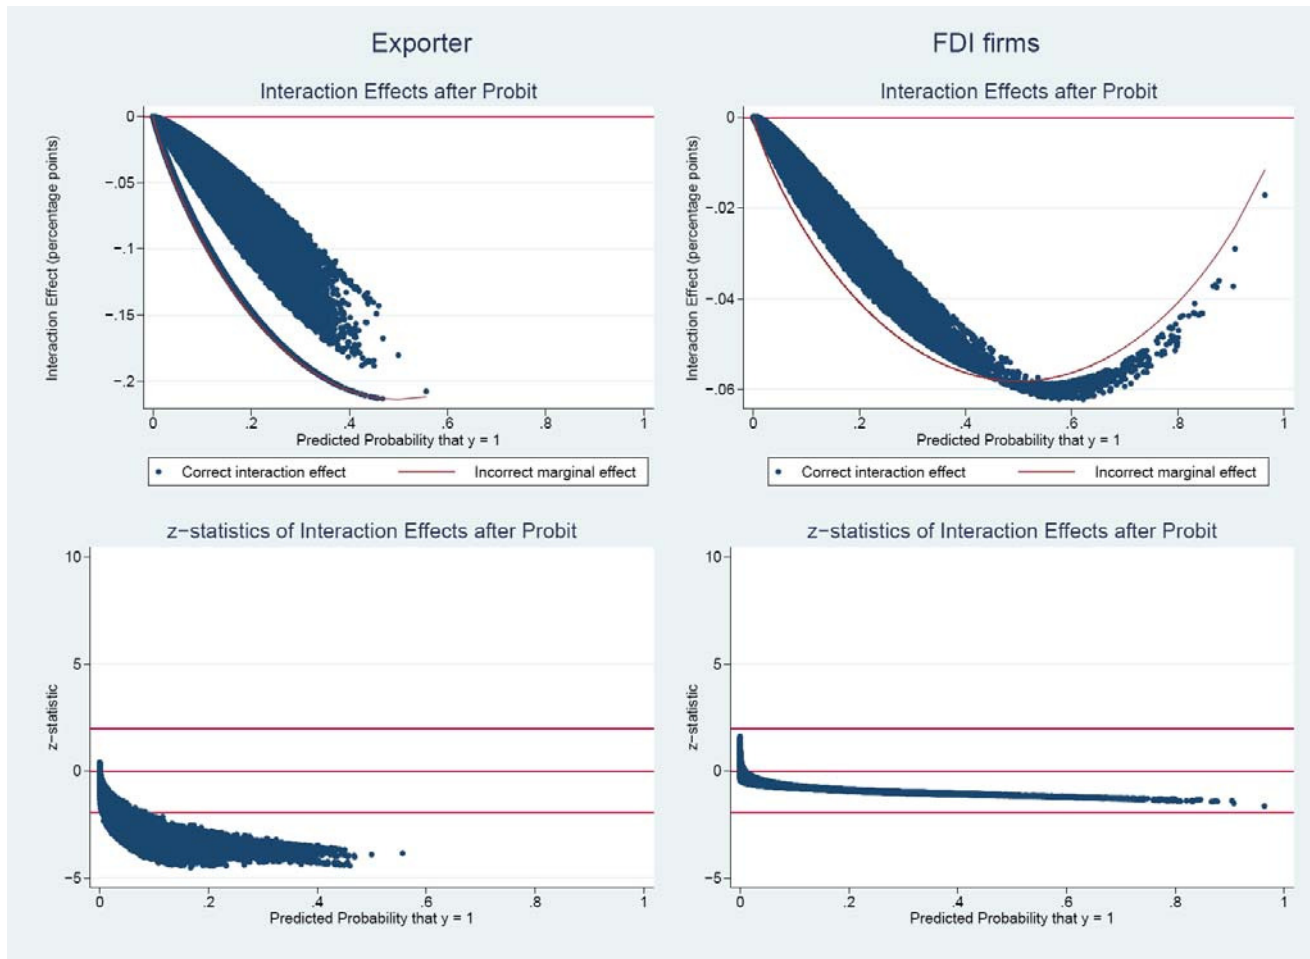 Exporter
FDI firms
Interaction Effects after Probit
Interaction Effect (percentage points)
0
−.05
−.1
−.15
−.2
0 .2 .4 .6 .8 1
Predicted Probability that y = 1
Correct interaction effect Incorrect marginal effect
Interaction Effects after Probit
Interaction Effect (percentage points)
0
−.02
−.04
−.06
0 .2 .4 .6 .8 1
Predicted Probability that y = 1
Correct interaction effect Incorrect marginal effect
z−statistics of Interaction Effects after Probit
z−statistic
10
5
0
−5
0 .2 .4 .6 .8 1
Predicted Probability that y = 1
z−statistics of Interaction Effects after Probit
z−statistic
10
5
0
−5
0 .2 .4 .6 .8 1
Predicted Probability that y = 1